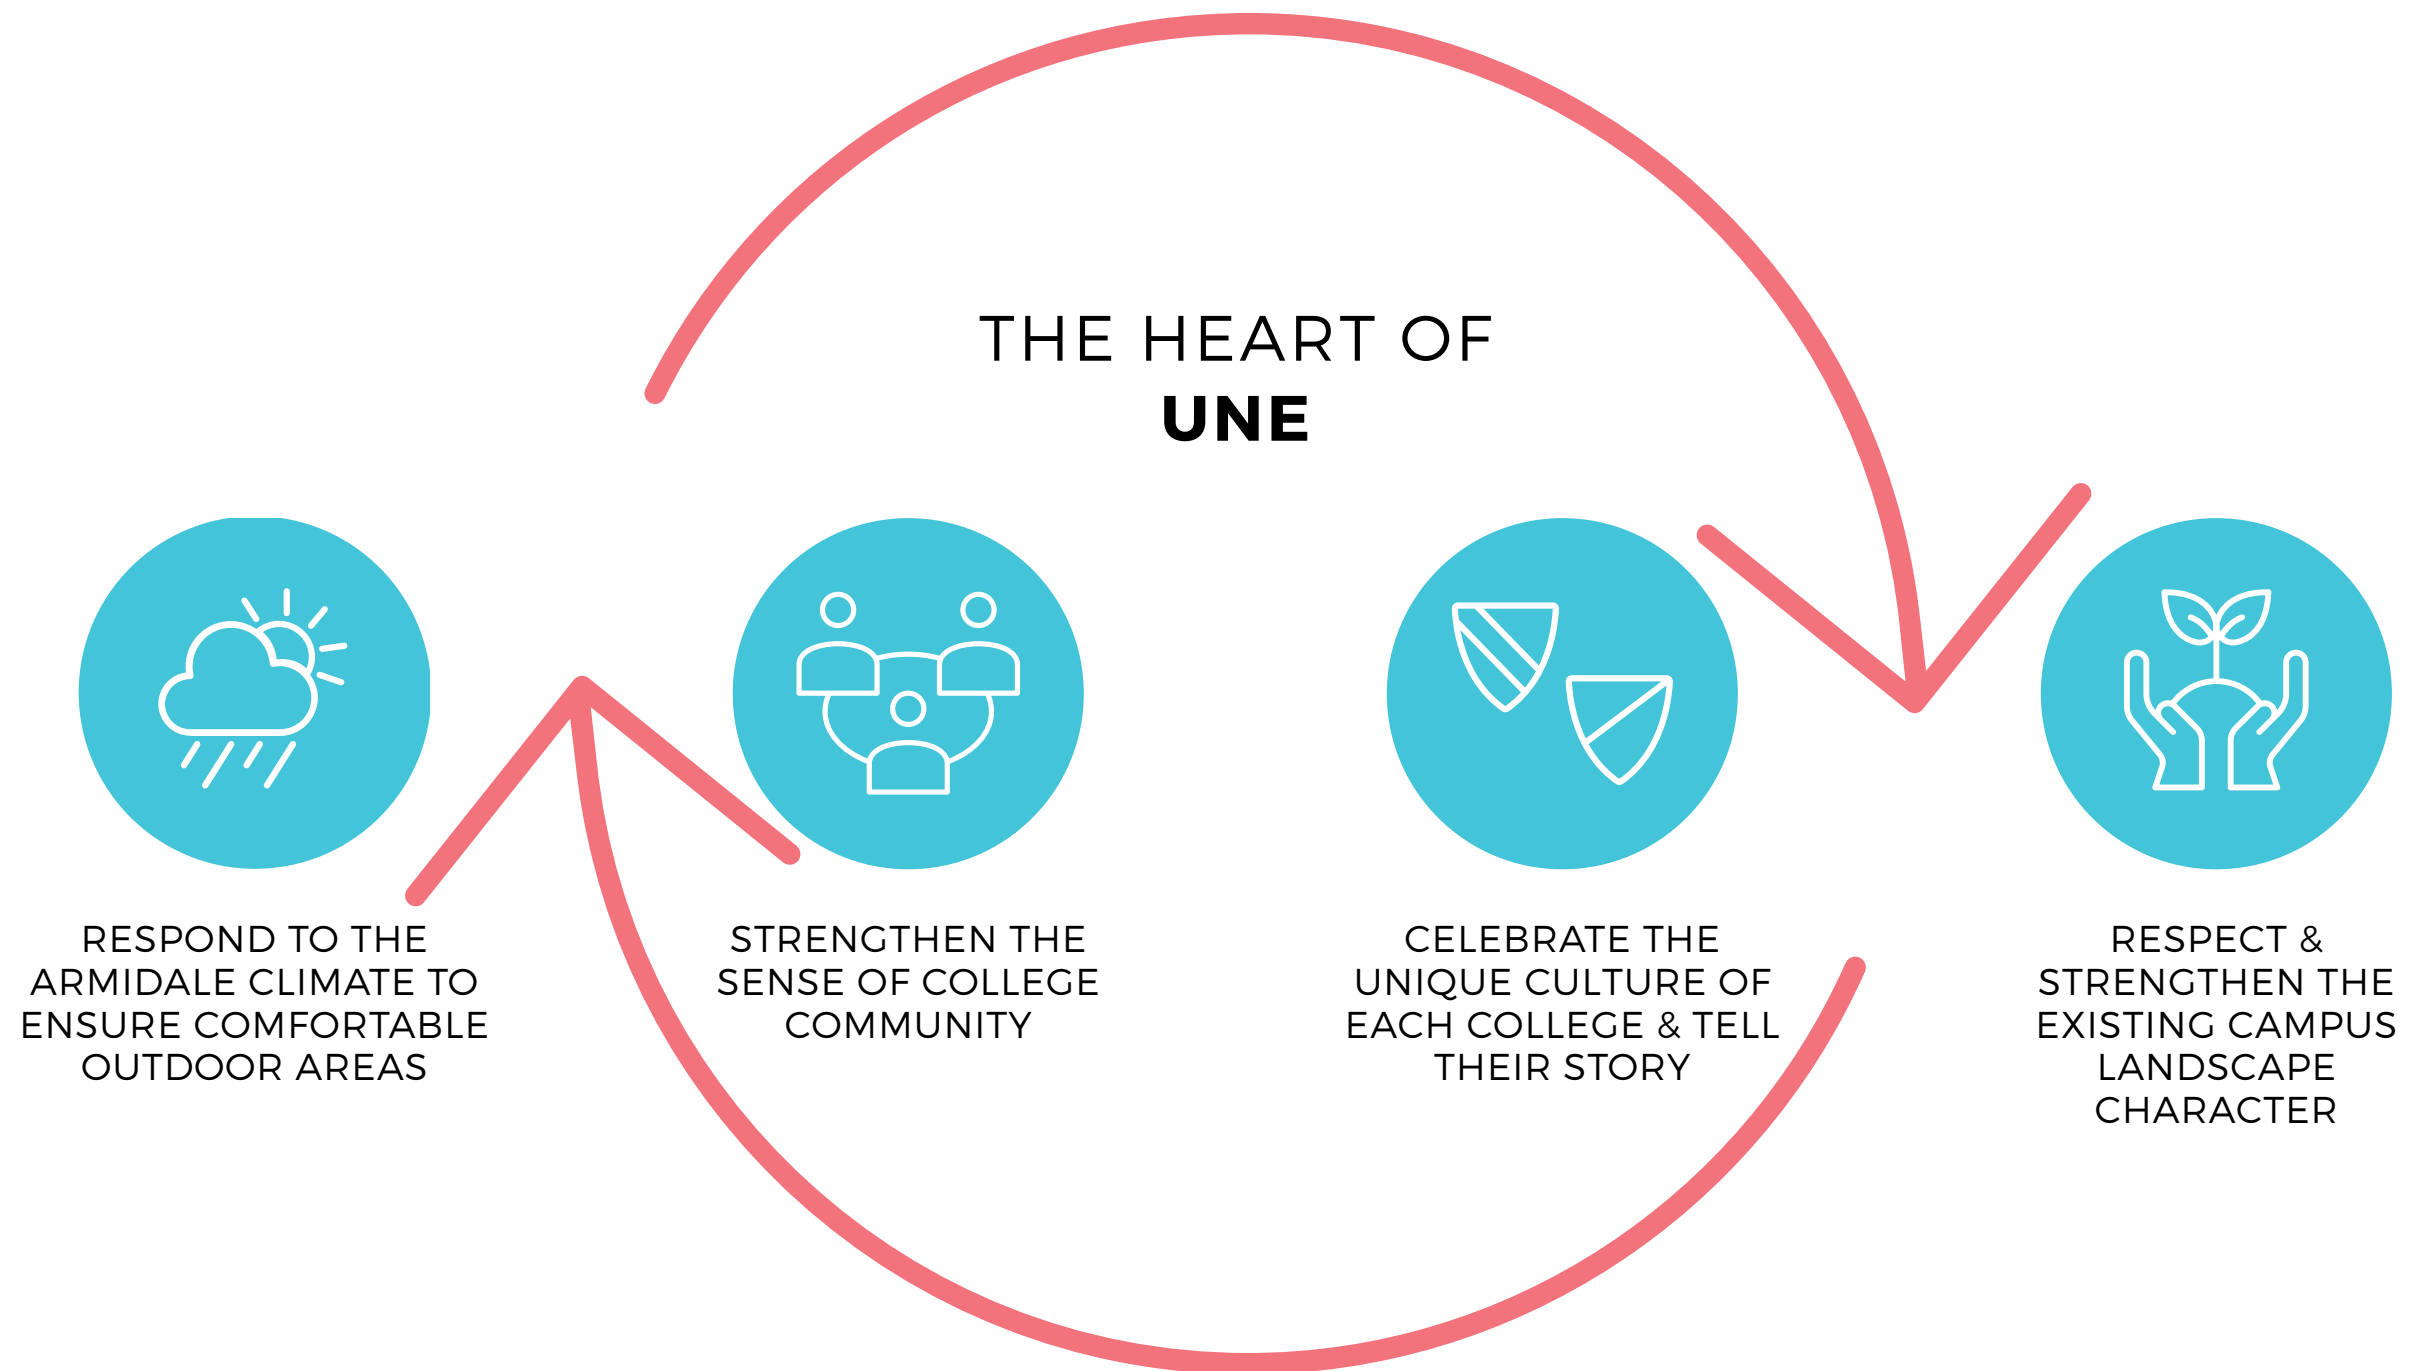 THE HEART OF
UNE
RESPOND TO THE
ARMIDALE CLIMATE TO
ENSURE COMFORTABLE
OUTDOOR AREAS
STRENGTHEN THE
SENSE OF COLLEGE
COMMUNITY
CELEBRATE THE
UNIQUE CULTURE OF
EACH COLLEGE & TELL
THEIR STORY
RESPECT &
STRENGTHEN THE
EXISTING CAMPUS
LANDSCAPE
CHARACTER